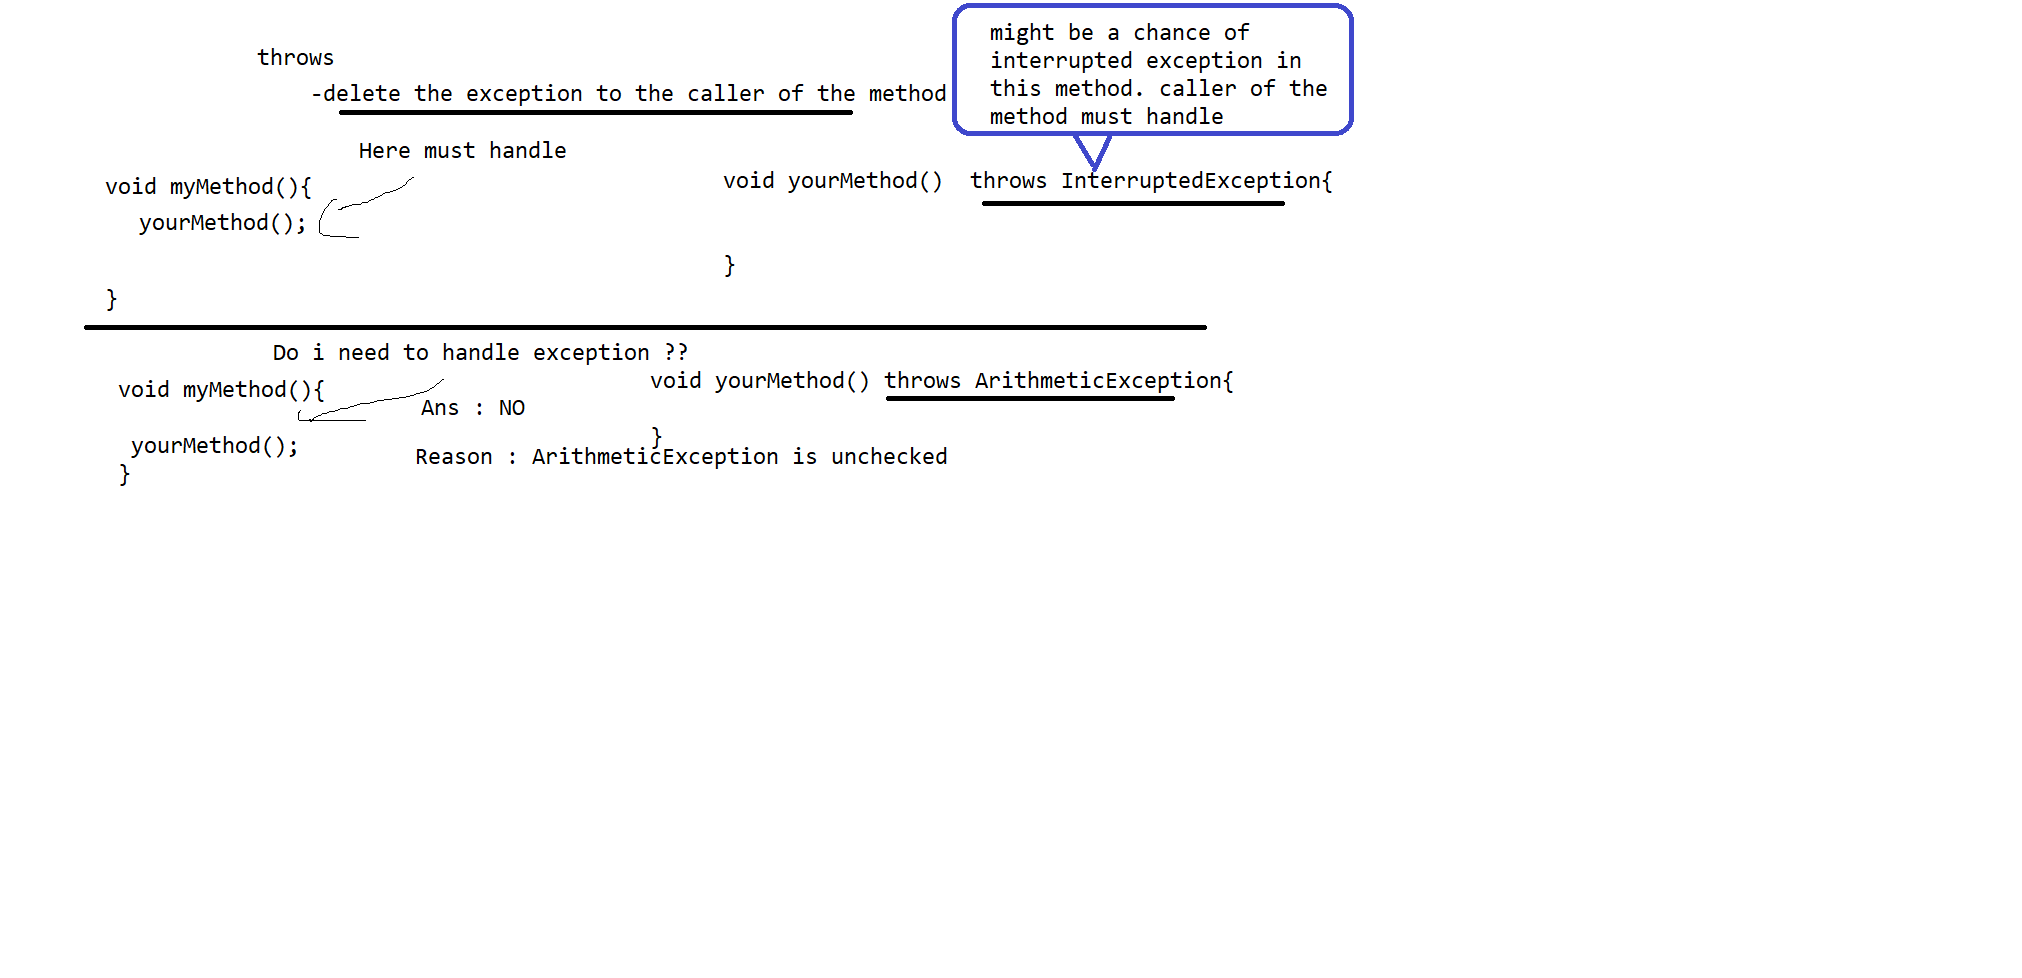 throws
-delete the exception to the caller of the method
might be a chance of
interrupted exception in
this method. caller of the
method must handle
Here must handle
void myMethod(){
yourMethod();
}
void yourMethod()  throws InterruptedException{
}
Do i need to handle exception ??
void myMethod(){
yourMethod();
}
Ans : NO
Reason : ArithmeticException is unchecked
void yourMethod() throws ArithmeticException{
}